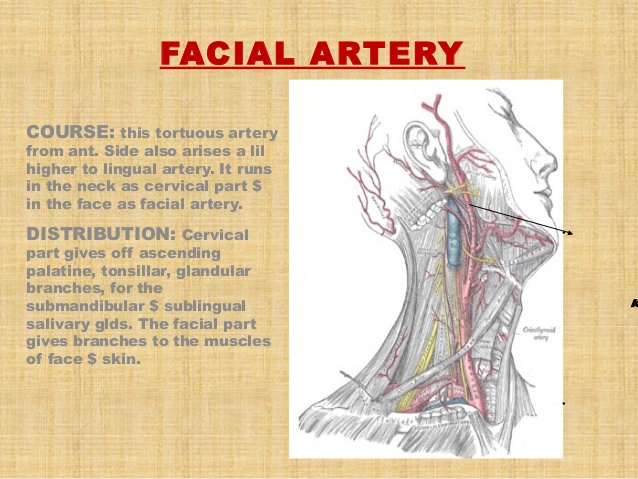 FACIAL ARTERY
COURSE: this tortuous artery
from ant. Side also arises a lil
higher to lingual artery. It runs
in the neck as cervical part $
in the face as facial artery.
DISTRIBUTION: Cervical
part gives off ascending
palatine, tonsillar, glandular
branches, for the
submandibular $ sublingual
salivary glds. The facial part
gives branches to the muscles
of face $ skin.
Cricothyroid
artery